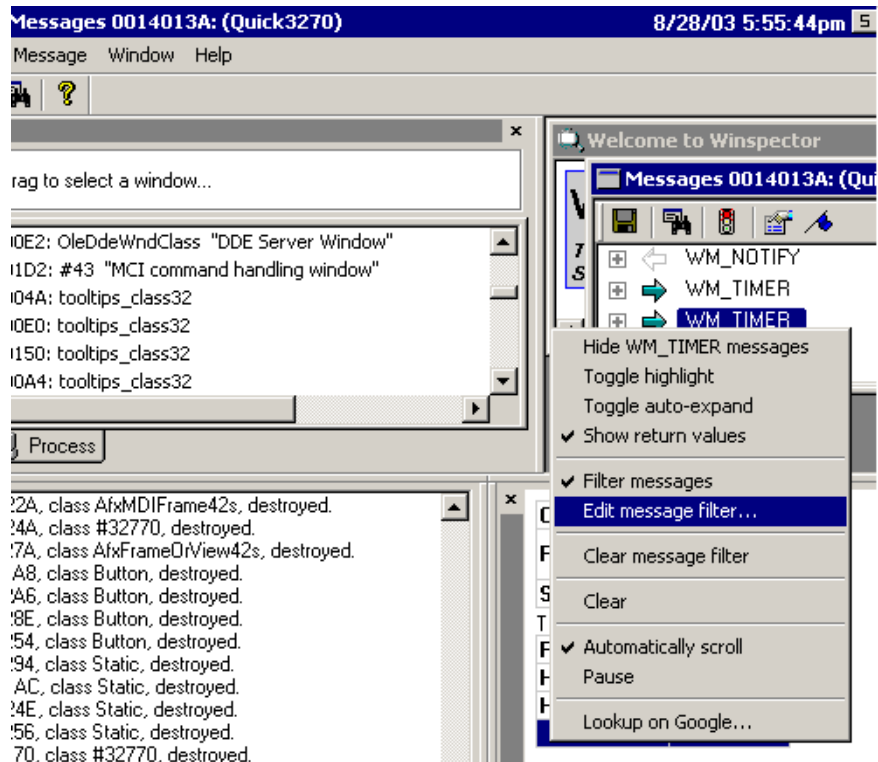 Messages 0014013A: (Quick3270) 8/28/03 5:55:44pm 5
Message Window Help
rag to select a window...
00E2: OleDdeWndClass "DDE Server Window"
01D2: #43 "MCI command handling window"
004A: tooltips_class32
00E0: tooltips_class32
0150: tooltips_class32
00A4: tooltips_class32
Process
22A, class AfxMDIFrame42s, destroyed.
24A, class #32770, destroyed.
27A, class AfxFrameOrView42s, destroyed.
A8, class Button, destroyed.
2A6, class Button, destroyed.
28E, class Button, destroyed.
254, class Button, destroyed.
294, class Static, destroyed.
AC, class Static, destroyed.
24E, class Static, destroyed.
256, class Static, destroyed.
70, class #32770, destroyed.
Welcome to Winspector
Messages 0014013A: (Qui
WM_NOTIFY
WM_TIMER
WM_TIMER
Hide WM_TIMER messages
Toggle highlight
Toggle auto-expand
Show return values
Filter messages
Edit message filter...
Clear message filter
Clear
Automatically scroll
Pause
Lookup on Google...